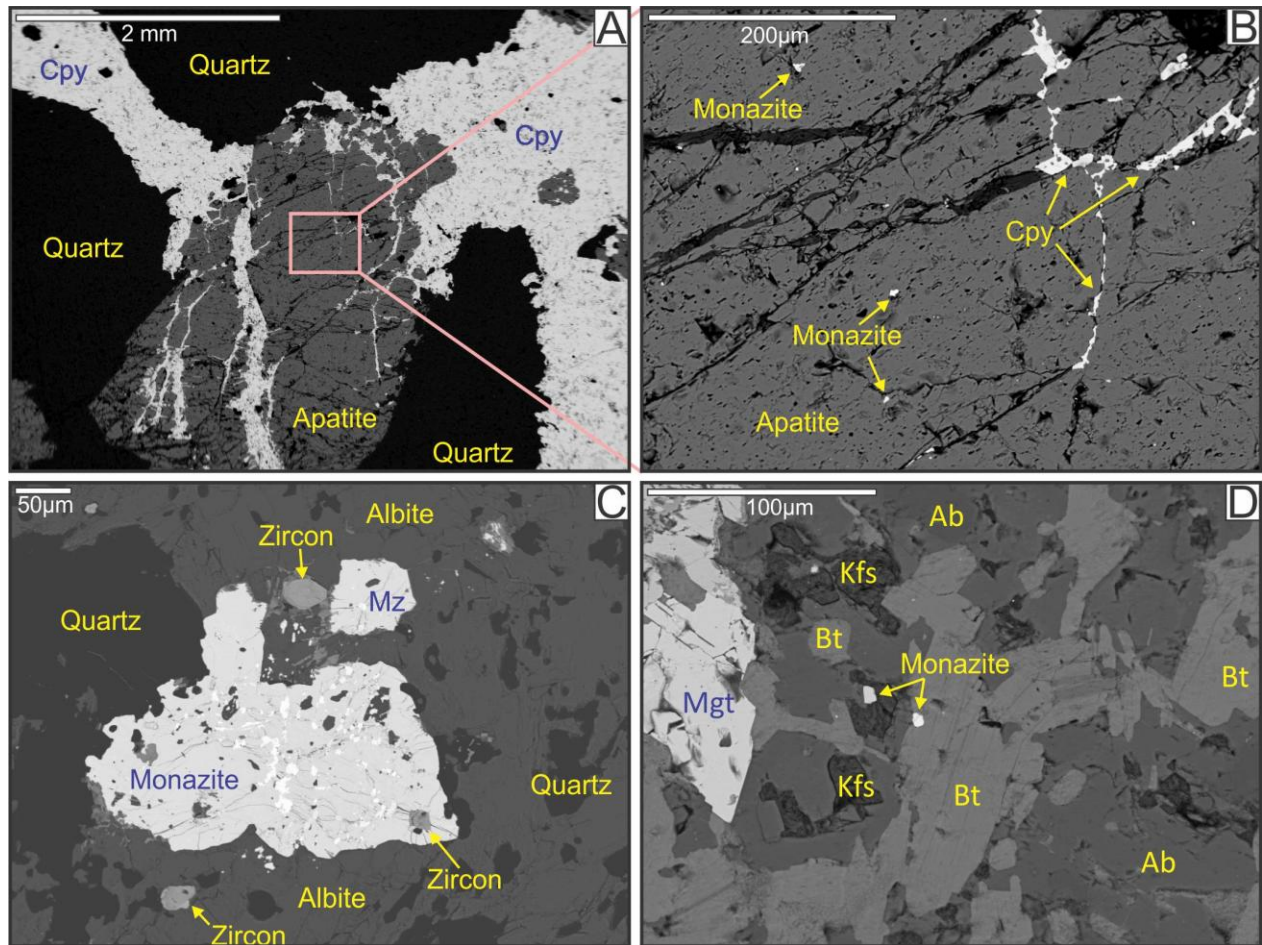 2 mm
A
Cpy
Quartz
Cpy
Quartz
Apatite
Quartz
200µm
B
Monazite
Cpy
Monazite
Apatite
50µm
C
Albite
Zircon
Mz
Quartz
Monazite
Quartz
Zircon
Albite
Zircon
100µm
D
Ab
Kfs
Bt
Monazite
Bt
Mgt
Kfs
Bt
Ab